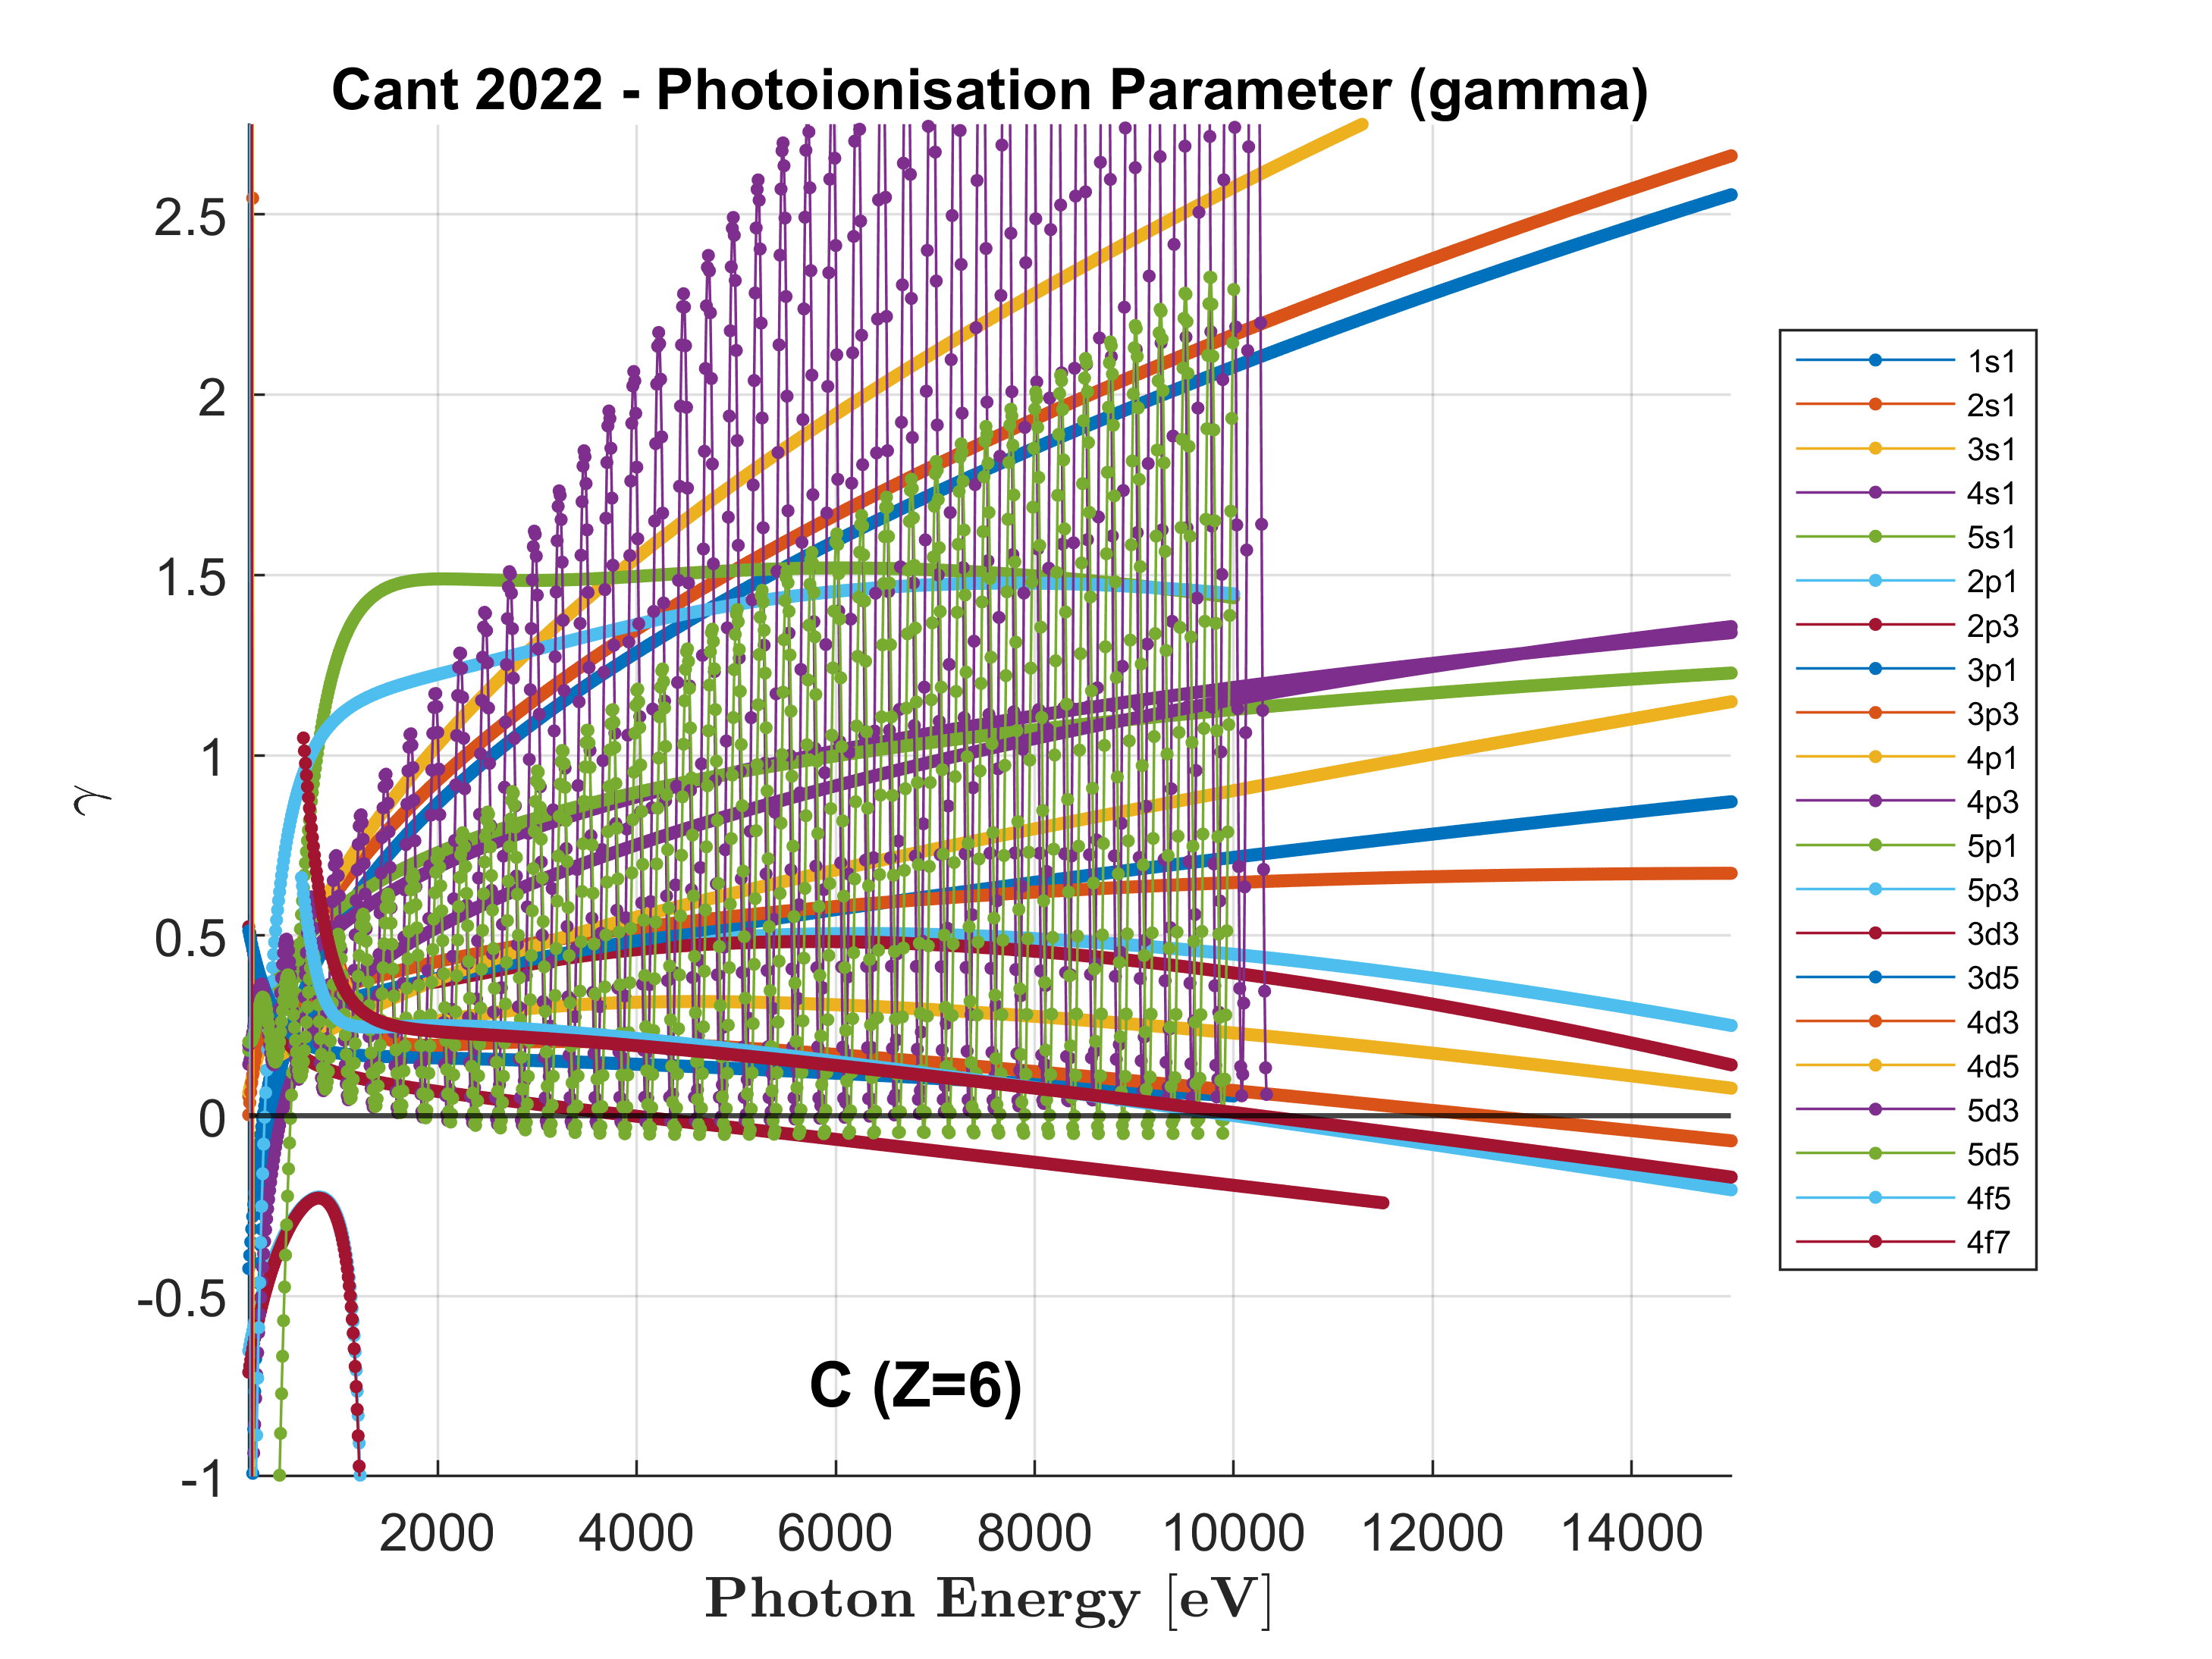 Cant 2022 - Photoionisation Parameter (gamma)
2.5
2
1.5
1
0.5
0
-0.5
-1
γ
C (Z=6)
2000 4000 6000 8000 10000 12000 14000
Photon Energy [eV]
1s1
2s1
3s1
4s1
5s1
2p1
2p3
3p1
3p3
4p1
4p3
5p1
5p3
3d3
3d5
4d3
4d5
5d3
5d5
4f5
4f7